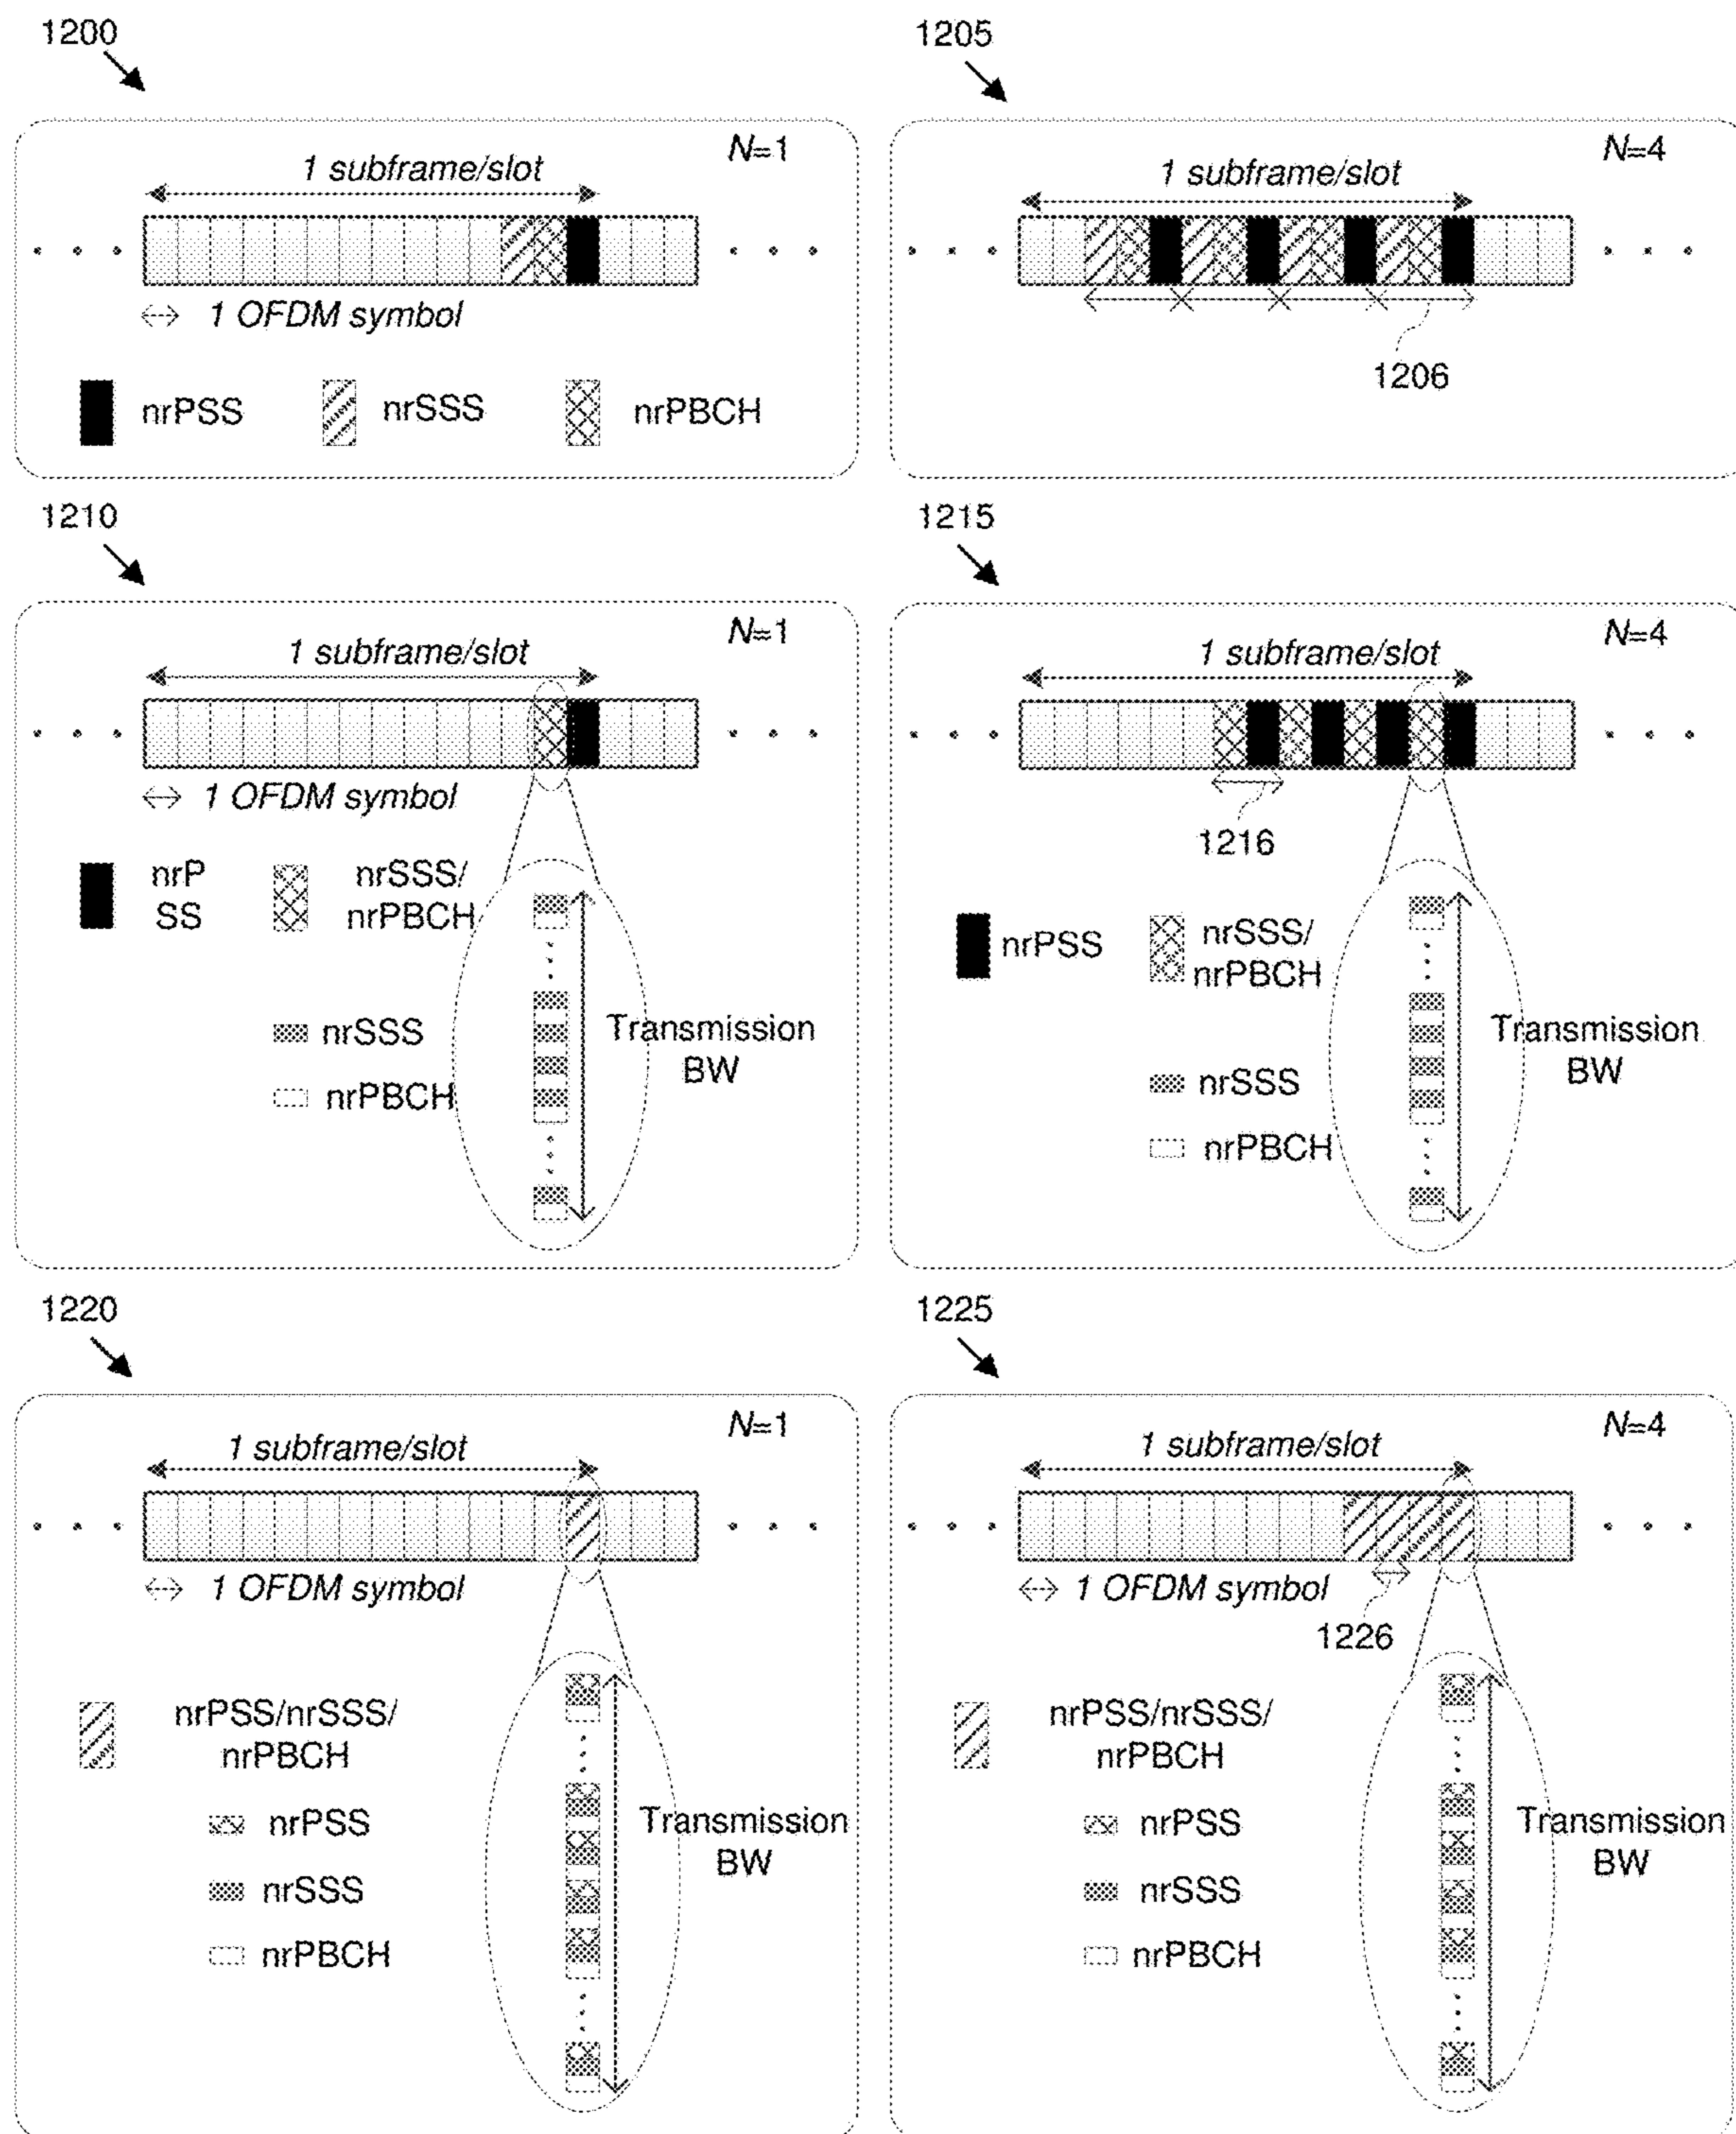 1200
1205
N=1
1 subframe/slot
1 OFDM symbol
nrPSS
nrSSS
nrPBCH
N=4
1 subframe/slot
1206
1210
1215
N=1
1 subframe/slot
1 OFDM symbol
nrP
SS
nrSSS/
nrPBCH
nrSSS
nrPBCH
Transmission
BW
N=4
1 subframe/slot
1216
nrPSS
nrSSS/
nrPBCH
nrSSS
nrPBCH
Transmission
BW
1220
1225
N=1
1 subframe/slot
1 OFDM symbol
nrPSS/nrSSS/
nrPBCH
nrPSS
nrSSS
nrPBCH
Transmission
BW
N=4
1 subframe/slot
1 OFDM symbol
1226
nrPSS/nrSSS/
nrPBCH
nrPSS
nrSSS
nrPBCH
Transmission
BW